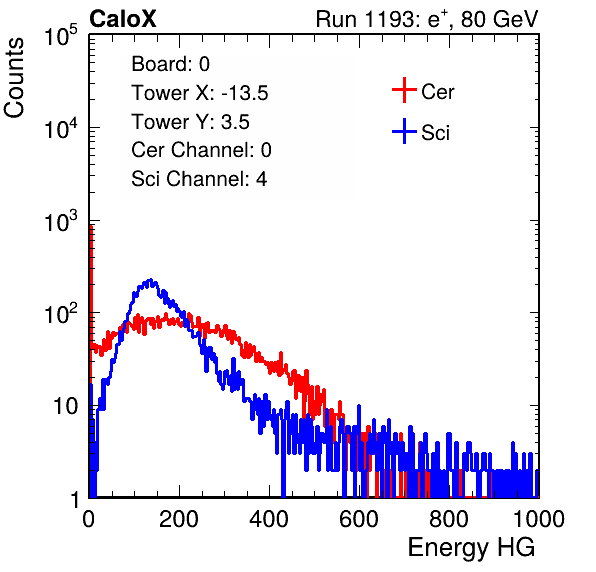 CaloX Run 1193: e⁺, 80 GeV
Board: 0
Tower X: -13.5
Tower Y: 3.5
Cer Channel: 0
Sci Channel: 4
Cer
Sci
Counts
10⁵
10⁴
10³
10²
10
1
0 200 400 600 800 1000
Energy HG